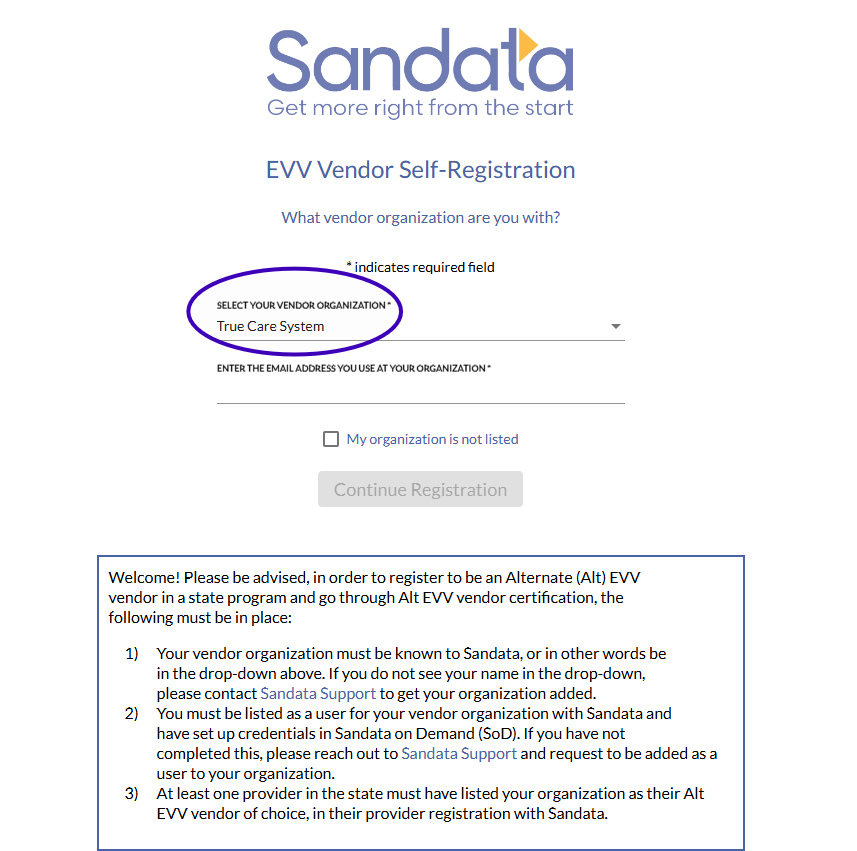 Sandata
Get more right from the start
EVV Vendor Self-Registration
What vendor organization are you with?
* indicates required field
SELECT YOUR VENDOR ORGANIZATION *
True Care System
ENTER THE EMAIL ADDRESS YOU USE AT YOUR ORGANIZATION *
My organization is not listed
Continue Registration
Welcome! Please be advised, in order to register to be an Alternate (Alt) EVV
vendor in a state program and go through Alt EVV vendor certification, the
following must be in place:
1) Your vendor organization must be known to Sandata, or in other words be
in the drop-down above. If you do not see your name in the drop-down,
please contact Sandata Support to get your organization added.
2) You must be listed as a user for your vendor organization with Sandata and
have set up credentials in Sandata on Demand (SoD). If you have not
completed this, please reach out to Sandata Support and request to be added as a
user to your organization.
3) At least one provider in the state must have listed your organization as their Alt
EVV vendor of choice, in their provider registration with Sandata.